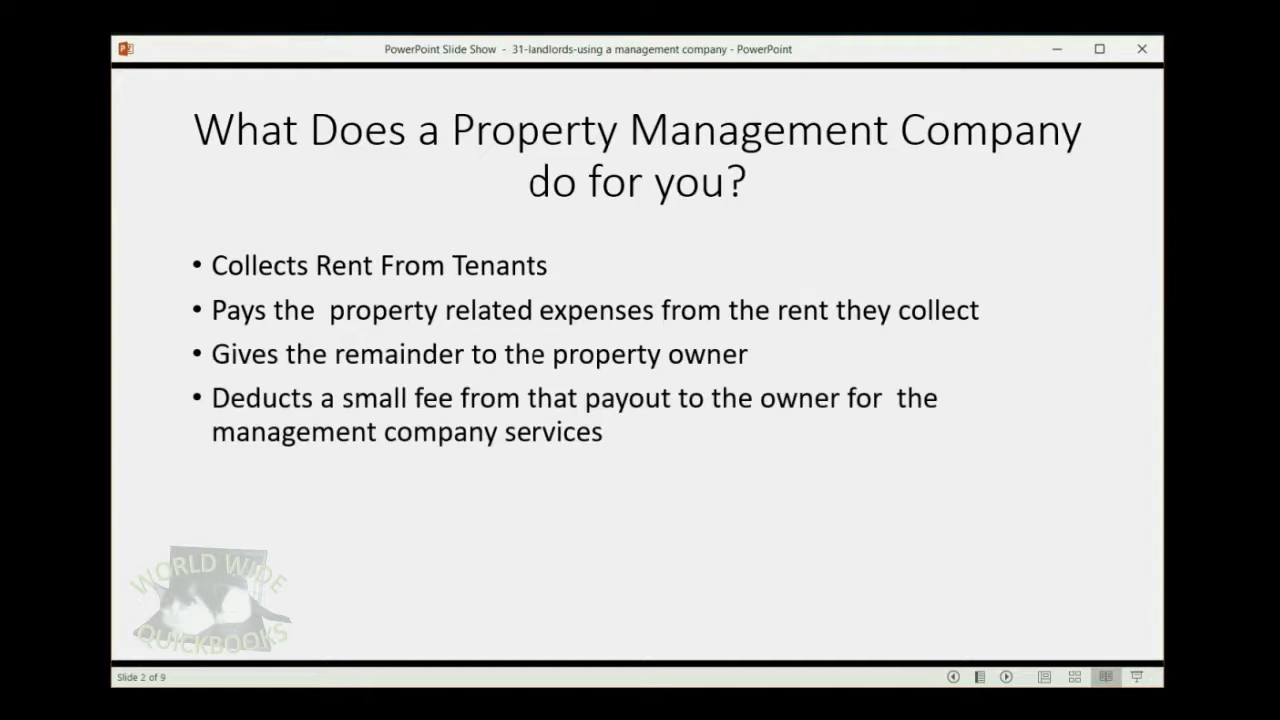 PowerPoint Slide Show - 31-landlords-using a management company - PowerPoint
What Does a Property Management Company
do for you?
• Collects Rent From Tenants
• Pays the  property related expenses from the rent they collect
• Gives the remainder to the property owner
• Deducts a small fee from that payout to the owner for  the
management company services
WORLD WIDE
QUICKBOOKS
Slide 2 of 9